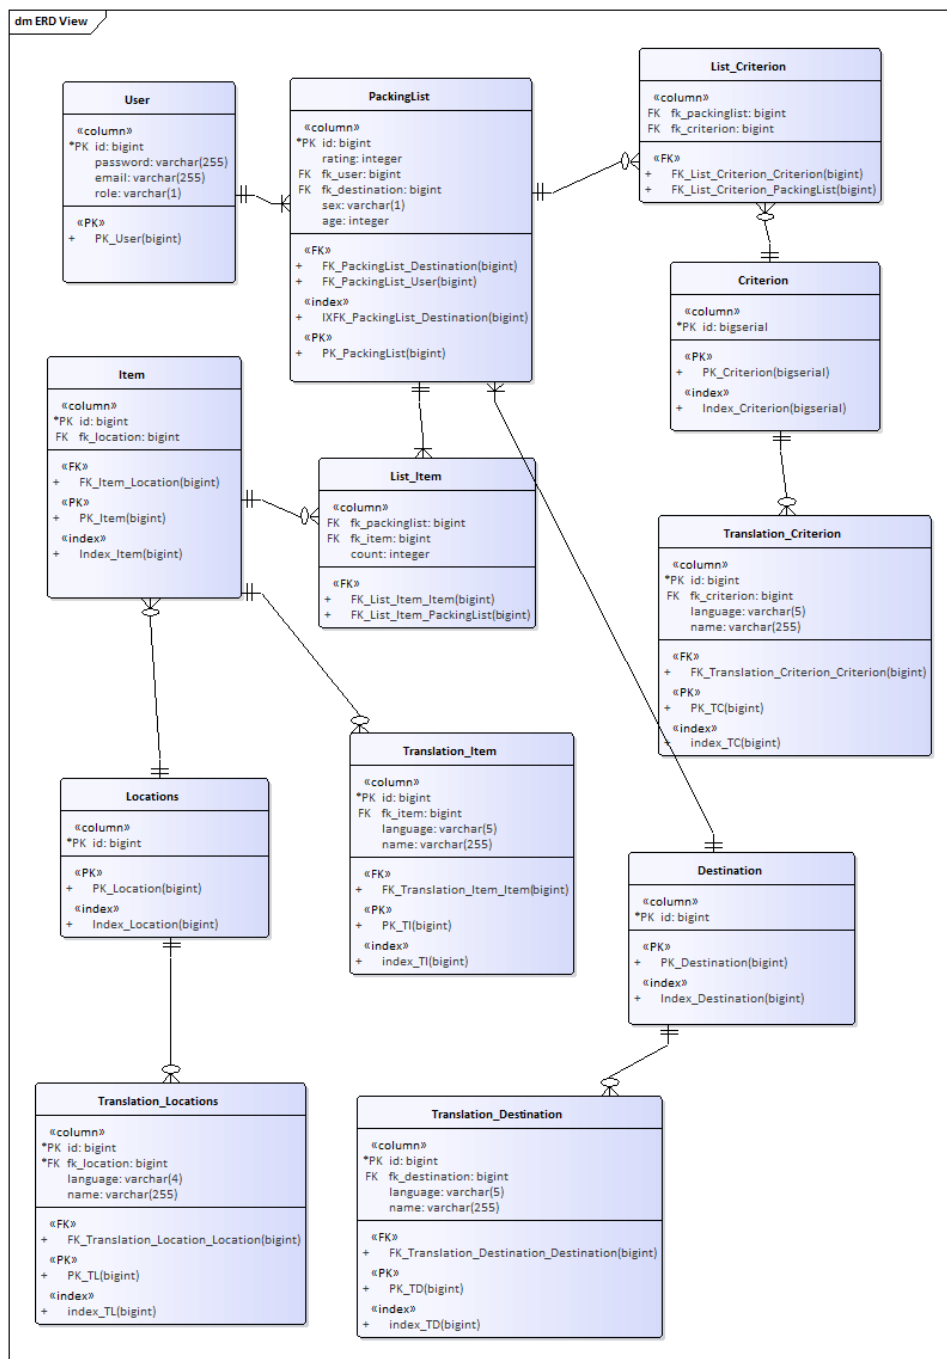 dm ERD View
User
«column»
*PK id: bigint
password: varchar(255)
email: varchar(255)
role: varchar(1)
«PK»
+ PK_User(bigint)
PackingList
«column»
*PK id: bigint
rating: integer
FK fk_user: bigint
FK fk_destination: bigint
sex: varchar(1)
age: integer
«FK»
+ FK_PackingList_Destination(bigint)
+ FK_PackingList_User(bigint)
«index»
+ IXFK_PackingList_Destination(bigint)
«PK»
+ PK_PackingList(bigint)
List_Criterion
«column»
FK fk_packinglist: bigint
FK fk_criterion: bigint
«FK»
+ FK_List_Criterion_Criterion(bigint)
+ FK_List_Criterion_PackingList(bigint)
Criterion
«column»
*PK id: bigserial
«PK»
+ PK_Criterion(bigserial)
«index»
+ Index_Criterion(bigserial)
Item
«column»
*PK id: bigint
FK fk_location: bigint
«FK»
+ FK_Item_Location(bigint)
«PK»
+ PK_Item(bigint)
«index»
+ Index_Item(bigint)
List_Item
«column»
FK fk_packinglist: bigint
FK fk_item: bigint
count: integer
«FK»
+ FK_List_Item_Item(bigint)
+ FK_List_Item_PackingList(bigint)
Translation_Criterion
«column»
*PK id: bigint
FK fk_criterion: bigint
language: varchar(5)
name: varchar(255)
«FK»
+ FK_Translation_Criterion_Criterion(bigint)
«PK»
+ PK_TC(bigint)
«index»
+ index_TC(bigint)
Translation_Item
«column»
*PK id: bigint
FK fk_item: bigint
language: varchar(5)
name: varchar(255)
«FK»
+ FK_Translation_Item_Item(bigint)
«PK»
+ PK_TI(bigint)
«index»
+ index_TI(bigint)
Locations
«column»
*PK id: bigint
«PK»
+ PK_Location(bigint)
«index»
+ Index_Location(bigint)
Destination
«column»
*PK id: bigint
«PK»
+ PK_Destination(bigint)
«index»
+ Index_Destination(bigint)
Translation_Locations
«column»
*PK id: bigint
*FK fk_location: bigint
language: varchar(4)
name: varchar(255)
«FK»
+ FK_Translation_Location_Location(bigint)
«PK»
+ PK_TL(bigint)
«index»
+ index_TL(bigint)
Translation_Destination
«column»
*PK id: bigint
FK fk_destination: bigint
language: varchar(5)
name: varchar(255)
«FK»
+ FK_Translation_Destination_Destination(bigint)
«PK»
+ PK_TD(bigint)
«index»
+ index_TD(bigint)